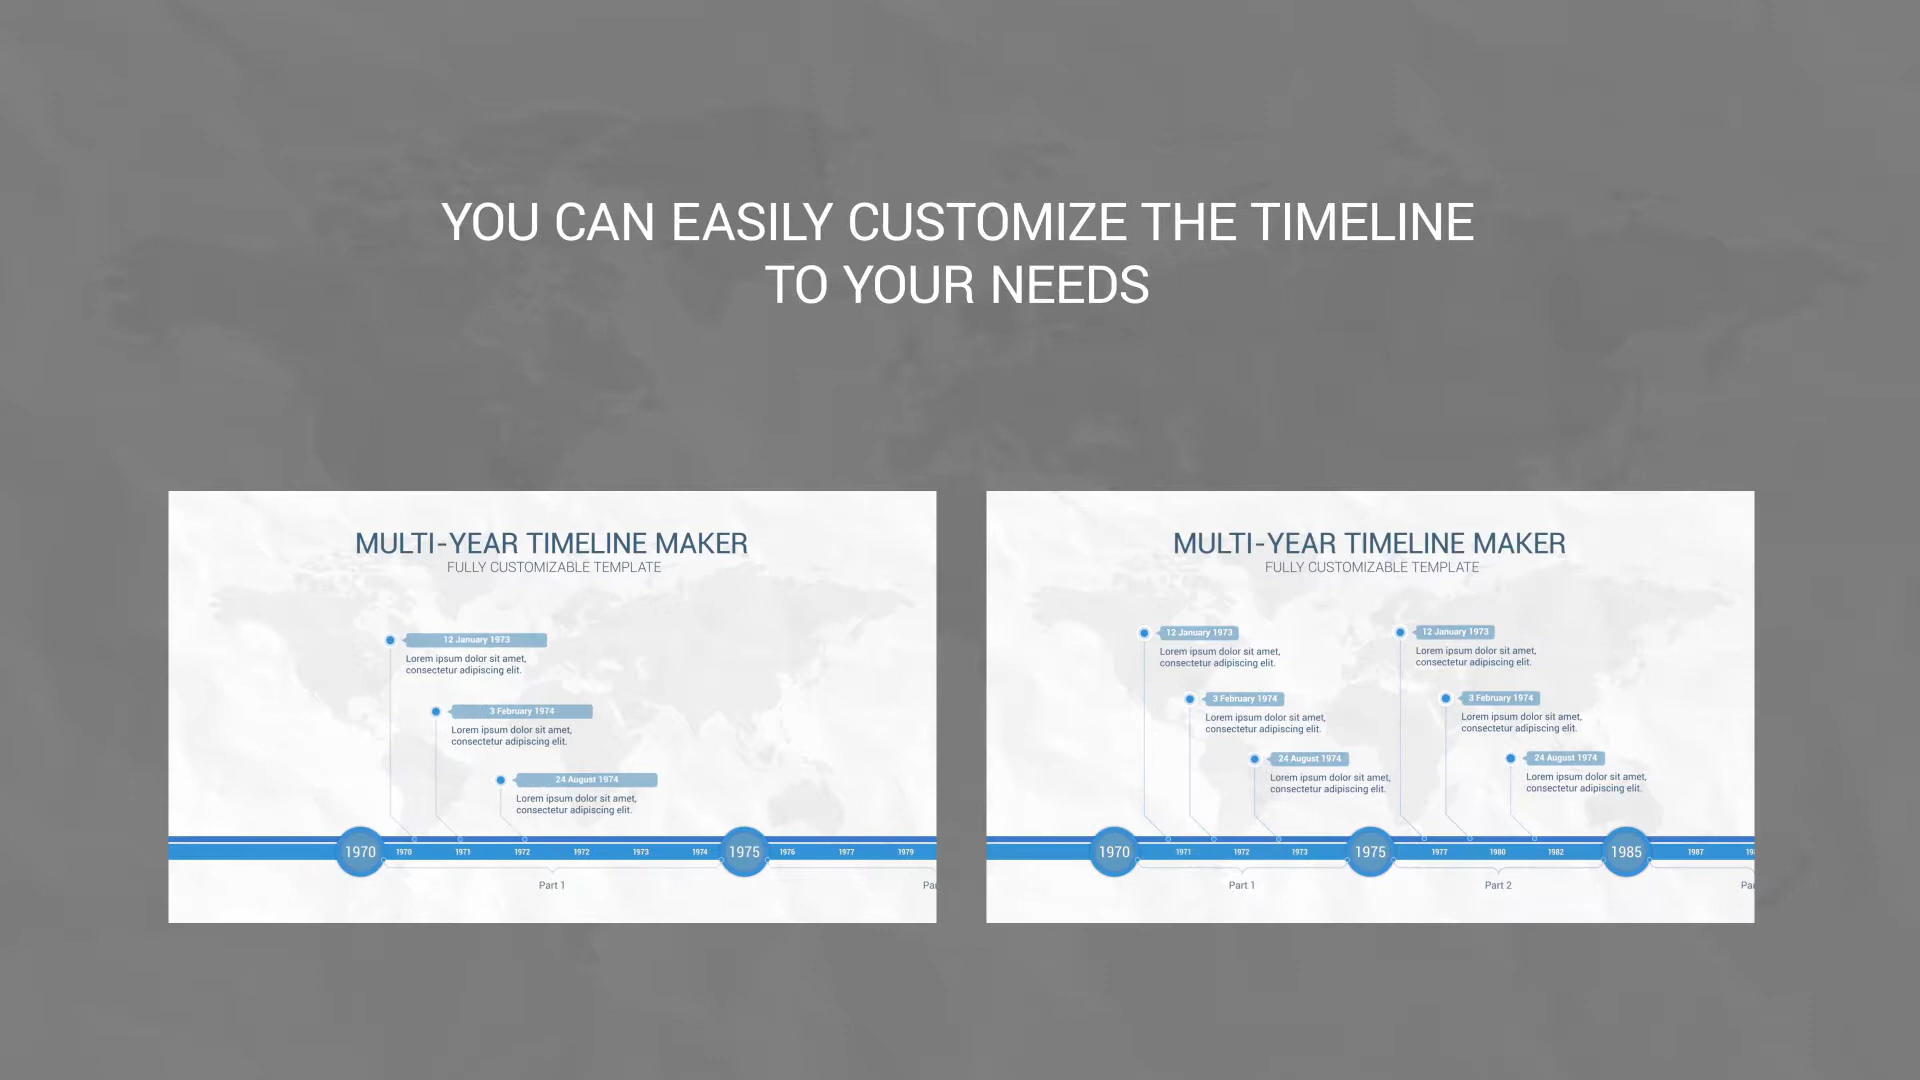 YOU CAN EASILY CUSTOMIZE THE TIMELINE
TO YOUR NEEDS
MULTI-YEAR TIMELINE MAKER
FULLY CUSTOMIZABLE TEMPLATE
12 January 1973
Lorem ipsum dolor sit amet,
consectetur adipiscing elit.
3 February 1974
Lorem ipsum dolor sit amet,
consectetur adipiscing elit.
24 August 1974
Lorem ipsum dolor sit amet,
consectetur adipiscing elit.
1970 1970 1971 1972 1972 1973 1974 1975 1976 1977 1979
Part 1
MULTI-YEAR TIMELINE MAKER
FULLY CUSTOMIZABLE TEMPLATE
12 January 1973
Lorem ipsum dolor sit amet,
consectetur adipiscing elit.
3 February 1974
Lorem ipsum dolor sit amet,
consectetur adipiscing elit.
24 August 1974
Lorem ipsum dolor sit amet,
consectetur adipiscing elit.
12 January 1973
Lorem ipsum dolor sit amet,
consectetur adipiscing elit.
3 February 1974
Lorem ipsum dolor sit amet,
consectetur adipiscing elit.
24 August 1974
Lorem ipsum dolor sit amet,
consectetur adipiscing elit.
1970 1971 1972 1973 1975 1977 1980 1982 1985 1987
Part 1 Part 2